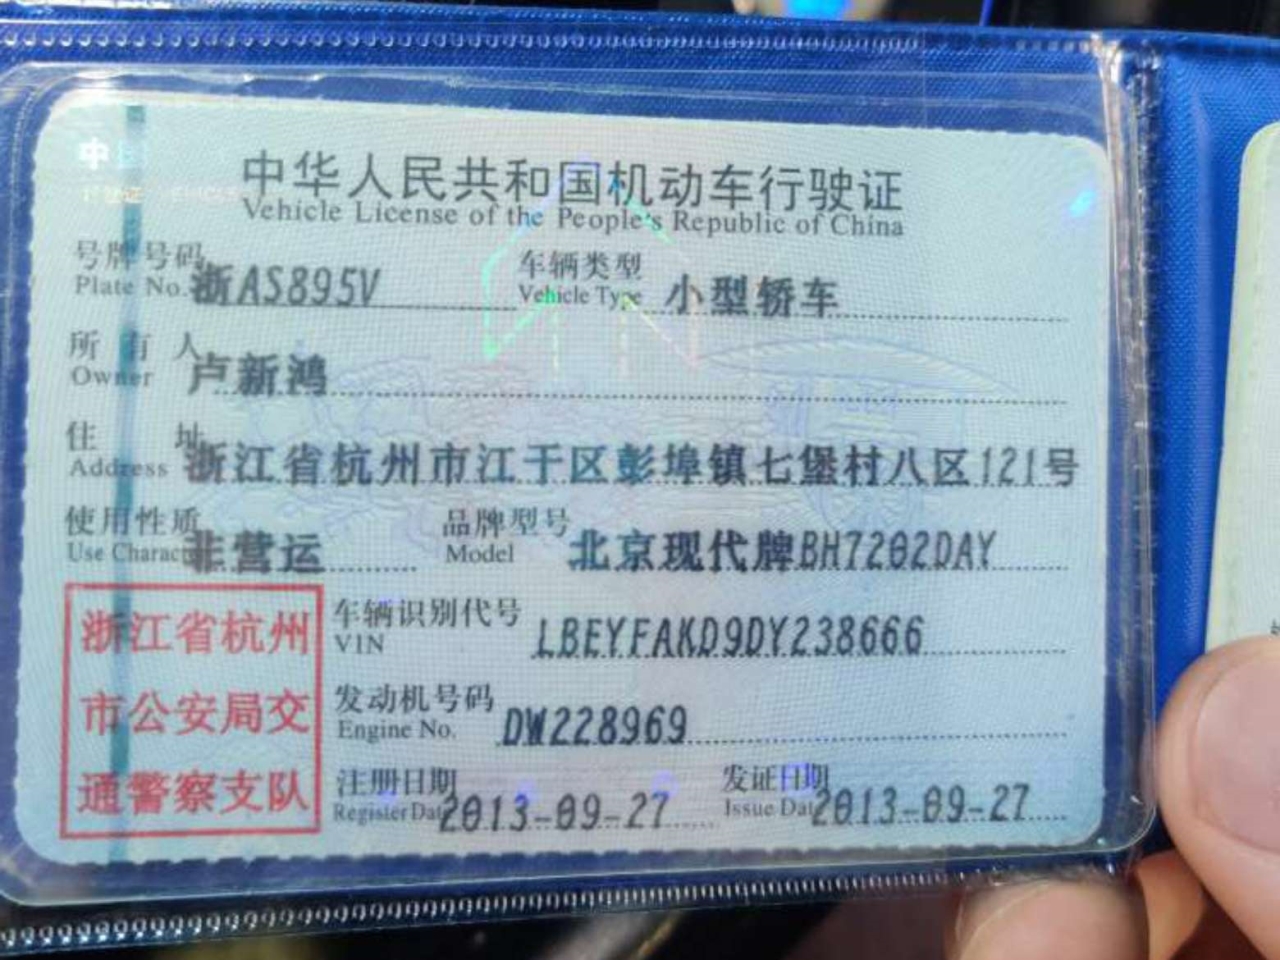 中华人民共和国机动车行驶证
Vehicle License of the People's Republic of China
号牌号码 浙AS895V 车辆类型 小型轿车
Plate No. Vehicle Type
所有人 卢新鸿
Owner
住址 浙江省杭州市江干区彭埠镇七堡村八区121号
Address
使用性质 非营运 品牌型号 北京现代牌BH7202DAY
Use Charac Model
浙江省杭州
市公安局交
通警察支队
车辆识别代号 LBEYFAKD9DY238666
VIN
发动机号码 DW228969
Engine No.
注册日期 2013-09-27 发证日期 2013-09-27
Register Dat Issue Dat